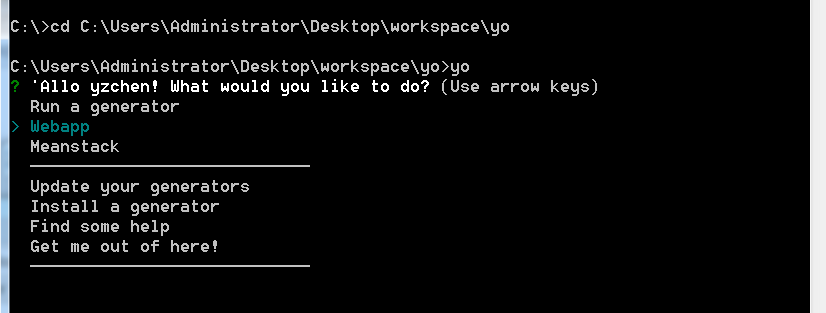 C:\>cd C:\Users\Administrator\Desktop\workspace\yo
C:\Users\Administrator\Desktop\workspace\yo>yo
? 'Allo yzchen! What would you like to do? (Use arrow keys)
Run a generator
> Webapp
Meanstack
Update your generators
Install a generator
Find some help
Get me out of here!